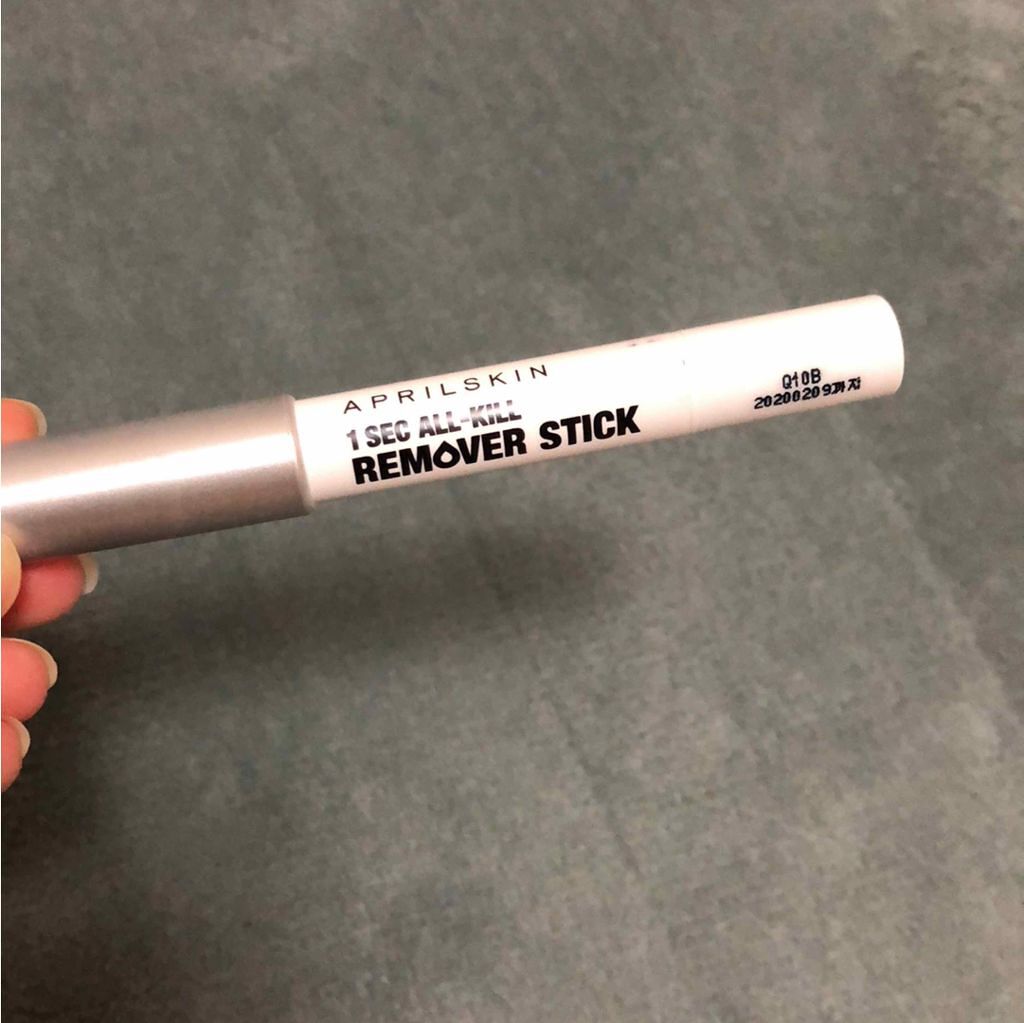 APRILSKIN
1 SEC ALL-KILL
REMOVER STICK
Q10B
20200209까지